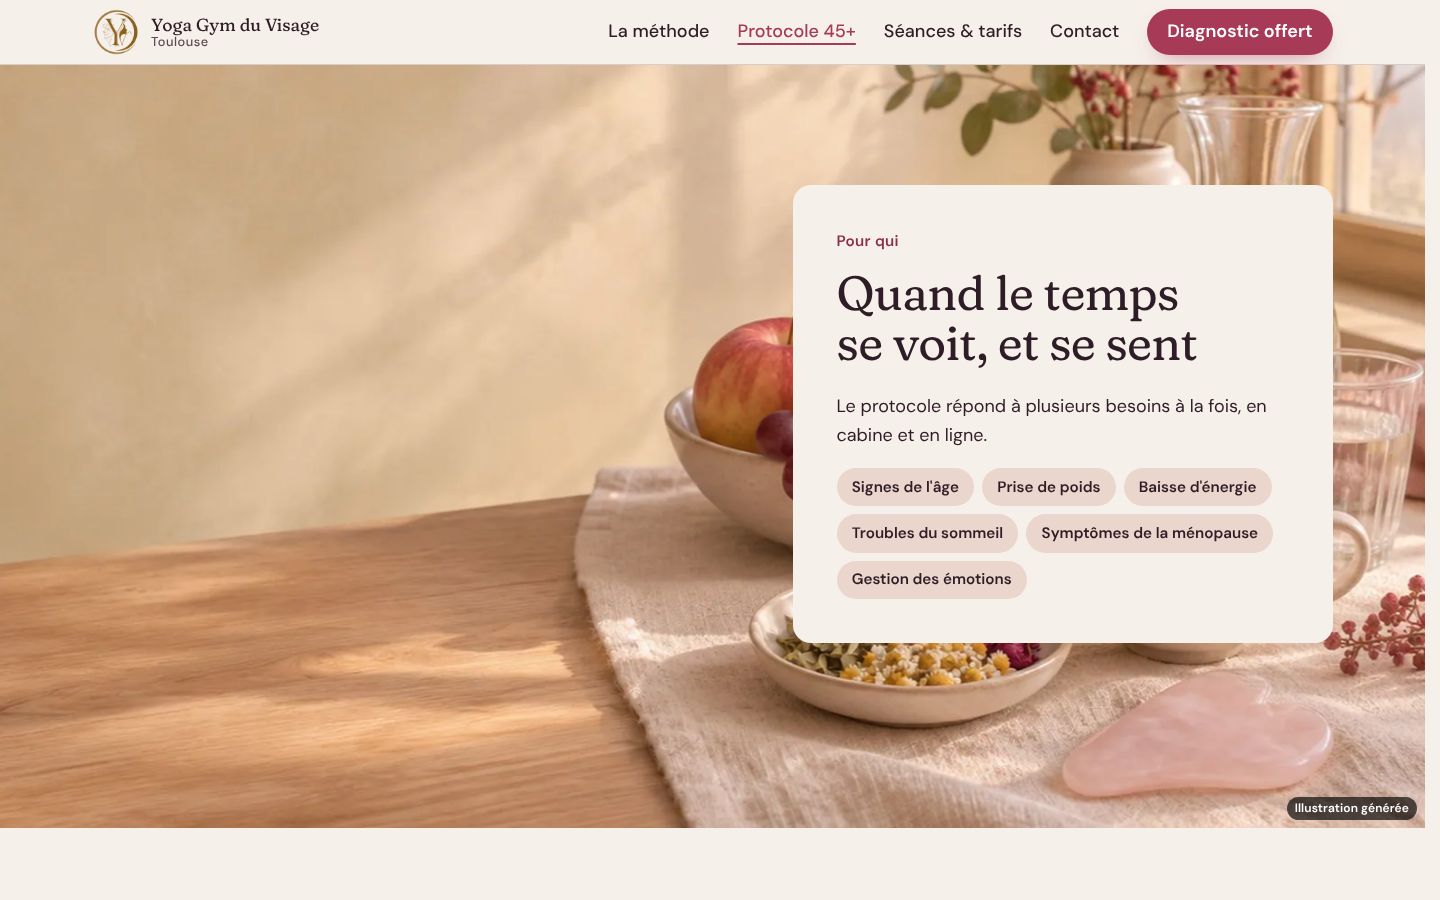 Yoga Gym du Visage
Toulouse
La méthode
Protocole 45+
Séances & tarifs
Contact
Diagnostic offert
Pour qui
Quand le temps
se voit, et se sent
Le protocole répond à plusieurs besoins à la fois, en
cabine et en ligne.
Signes de l'âge
Prise de poids
Baisse d'énergie
Troubles du sommeil
Symptômes de la ménopause
Gestion des émotions
Illustration générée